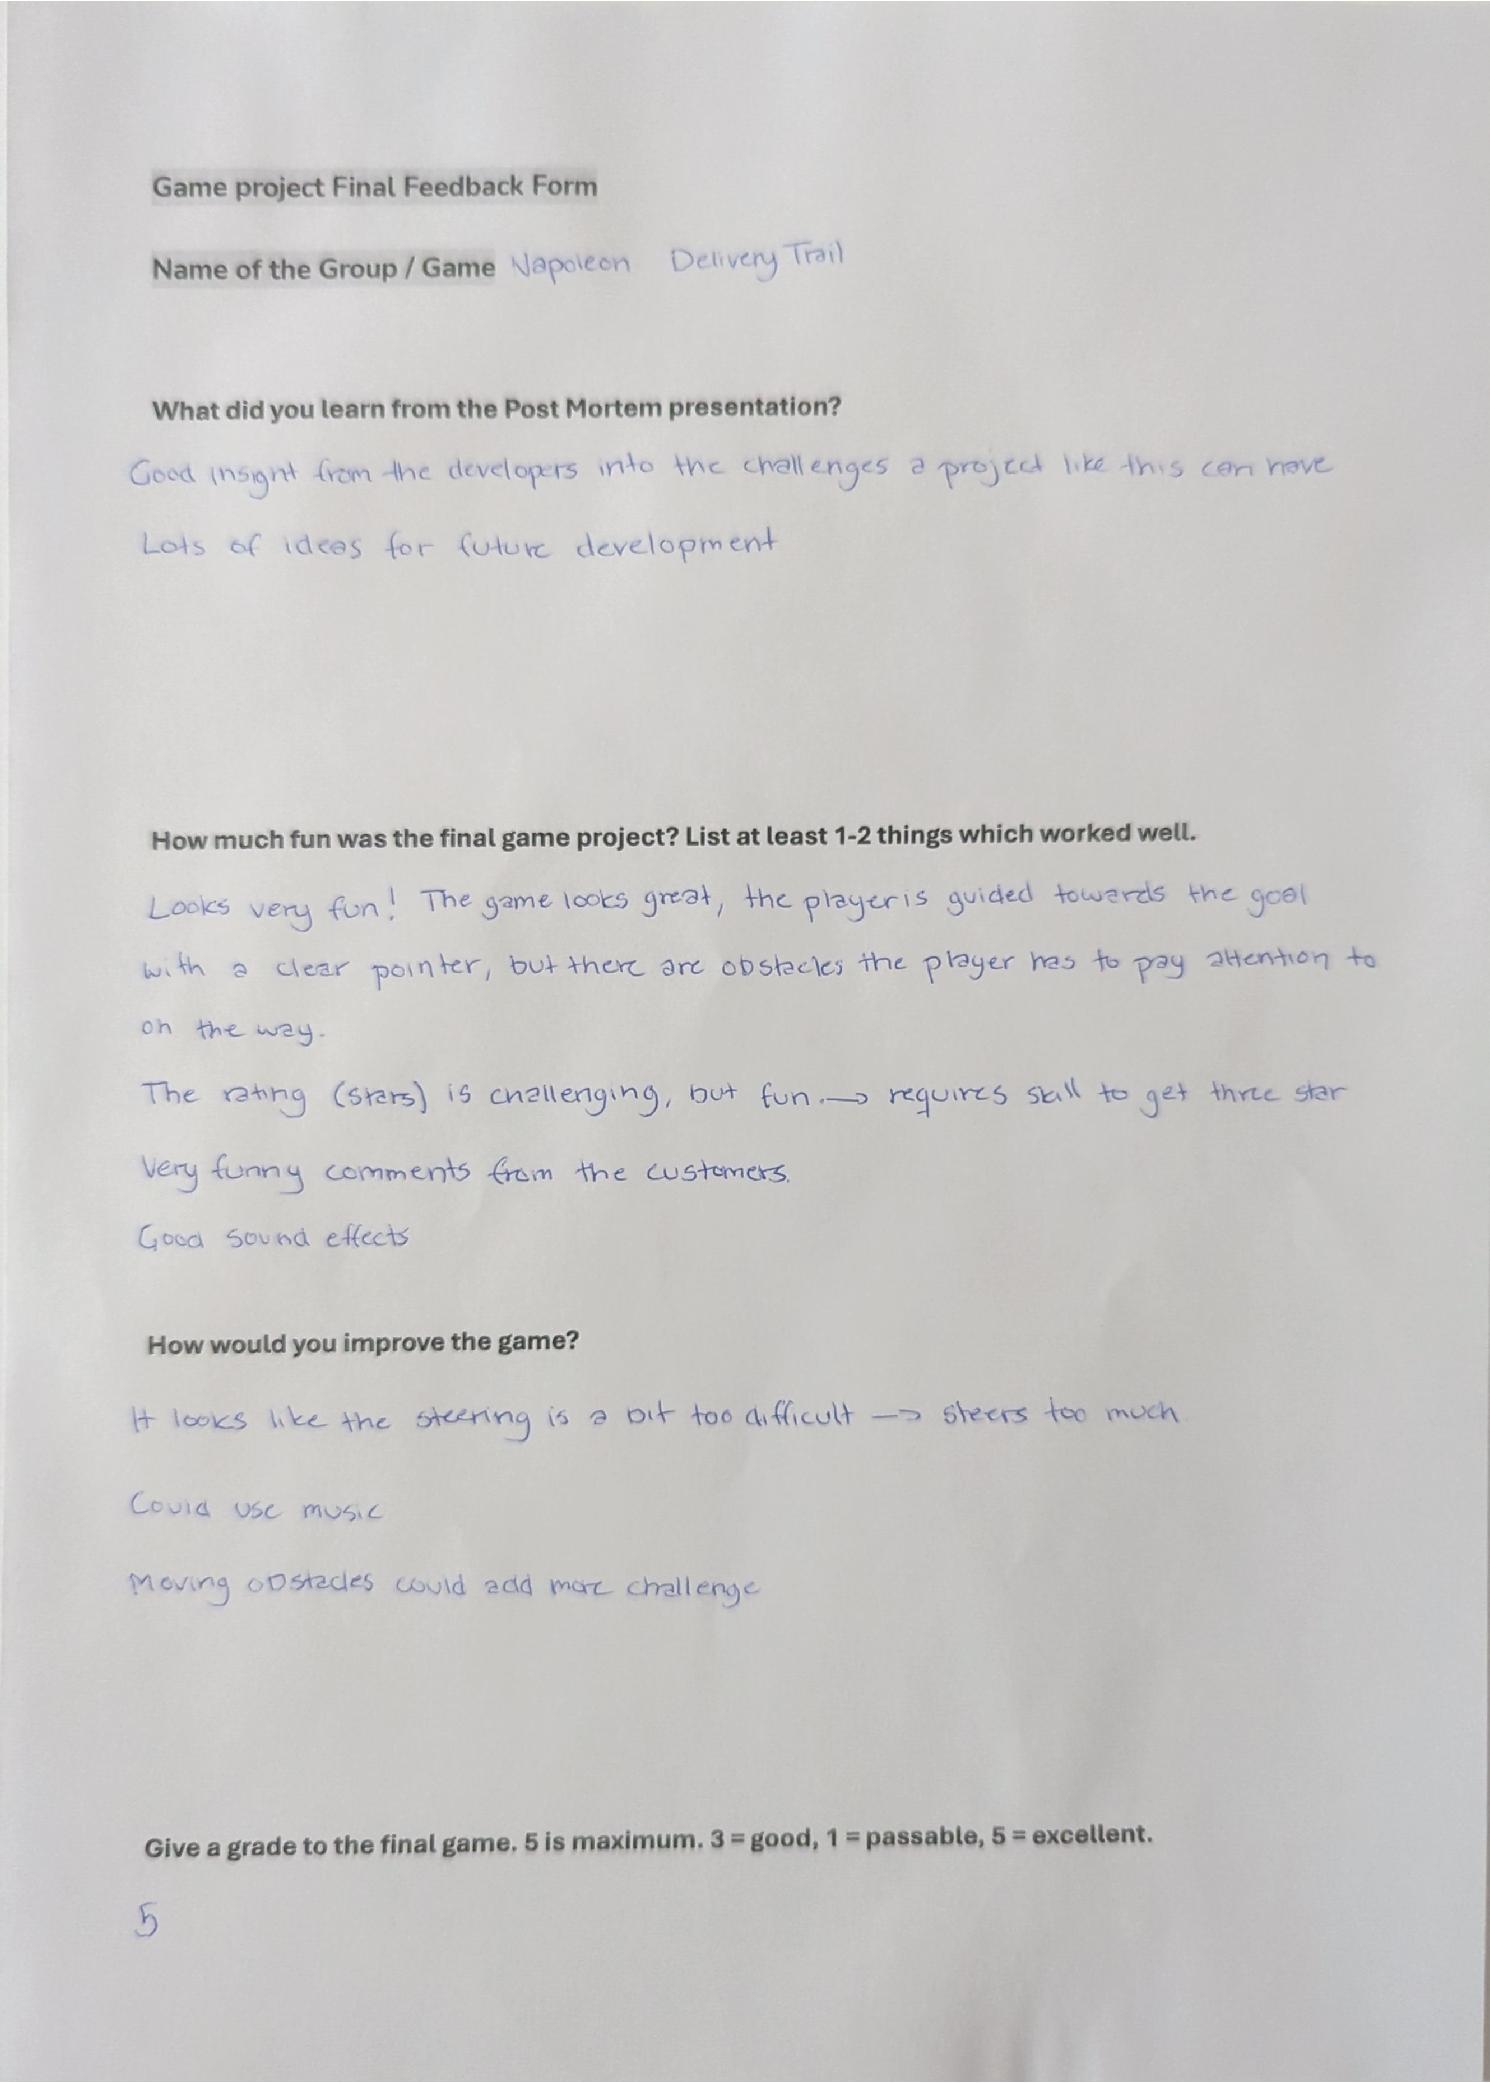 Game project Final Feedback Form
Name of the Group / Game Napoleon Delivery Trail
What did you learn from the Post Mortem presentation?
Good insight from the developers into the challenges a project like this can have
Lots of ideas for future development
How much fun was the final game project? List at least 1-2 things which worked well.
Looks very fun! The game looks great, the player is guided towards the goal
with a clear pointer, but there are obstacles the player has to pay attention to
on the way.
The rating (stars) is challenging, but fun. → requires skill to get three star
Very funny comments from the customers.
Good sound effects
How would you improve the game?
It looks like the steering is a bit too difficult → steers too much
Could use music
Moving obstacles could add more challenge
Give a grade to the final game. 5 is maximum. 3 = good, 1 = passable, 5 = excellent.
5